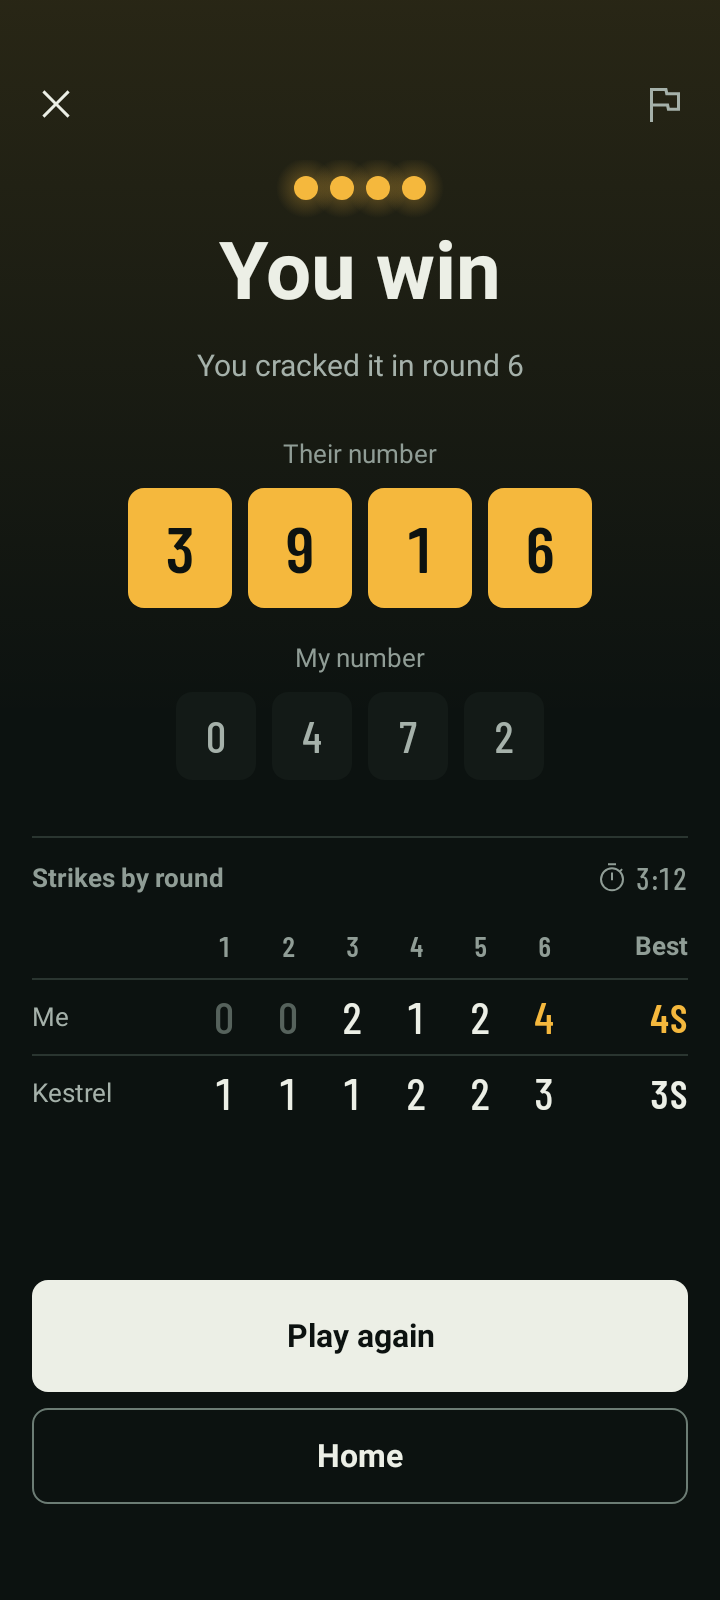 You win
You cracked it in round 6
Their number
3 9 1 6
My number
0 4 7 2
Strikes by round 3:12
1 2 3 4 5 6 Best
Me 0 0 2 1 2 4 4S
Kestrel 1 1 1 2 2 3 3S
Play again
Home